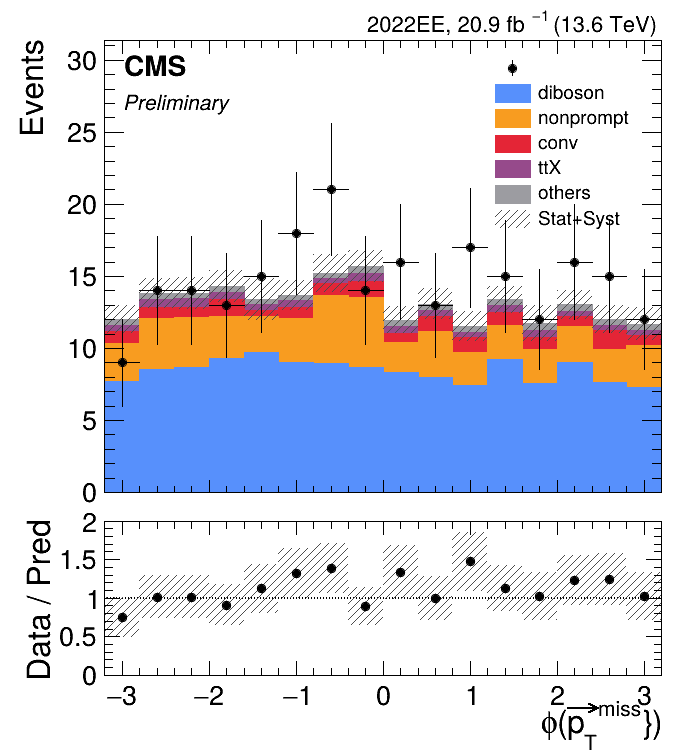 2022EE, 20.9 fb⁻¹ (13.6 TeV)
CMS
Preliminary
Events
30
25
20
15
10
5
0
diboson
nonprompt
conv
ttX
others
Stat+Syst
Data / Pred
2
1.5
1
0.5
0
−3 −2 −1 0 1 2 3
ϕ(p⃗_T^miss})